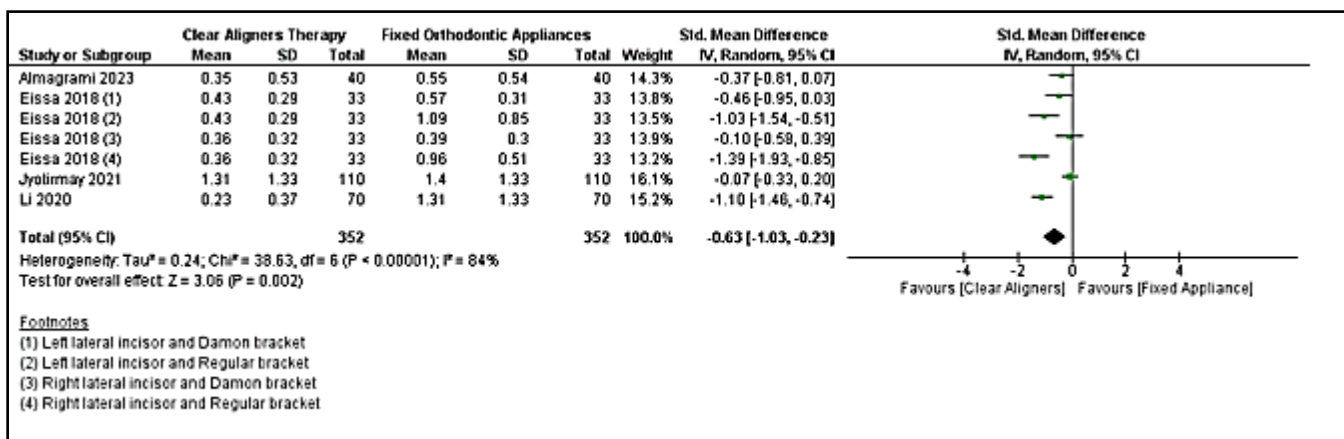 Clear Aligners Therapy Fixed Orthodontic Appliances Std. Mean Difference Std. Mean Difference
Study or Subgroup Mean SD Total Mean SD Total Weight IV, Random, 95% CI IV, Random, 95% CI
Almagrami 2023 0.35 0.53 40 0.55 0.54 40 14.3% -0.37 [-0.81, 0.07]
Eissa 2018 (1) 0.43 0.29 33 0.57 0.31 33 13.8% -0.46 [-0.95, 0.03]
Eissa 2018 (2) 0.43 0.29 33 1.09 0.85 33 13.5% -1.03 [-1.54, -0.51]
Eissa 2018 (3) 0.36 0.32 33 0.39 0.3 33 13.9% -0.10 [-0.58, 0.39]
Eissa 2018 (4) 0.36 0.32 33 0.96 0.51 33 13.2% -1.39 [-1.93, -0.85]
Jyotirmay 2021 1.31 1.33 110 1.4 1.33 110 16.1% -0.07 [-0.33, 0.20]
Li 2020 0.23 0.37 70 1.31 1.33 70 15.2% -1.10 [-1.46, -0.74]
Total (95% CI) 352 352 100.0% -0.63 [-1.03, -0.23]
Heterogeneity: Tau² = 0.24; Chi² = 38.63, df = 6 (P < 0.00001); I² = 84%
Test for overall effect: Z = 3.06 (P = 0.002)
-4 -2 0 2 4
Favours [Clear Aligners] Favours [Fixed Appliance]
Footnotes
(1) Left lateral incisor and Damon bracket
(2) Left lateral incisor and Regular bracket
(3) Right lateral incisor and Damon bracket
(4) Right lateral incisor and Regular bracket